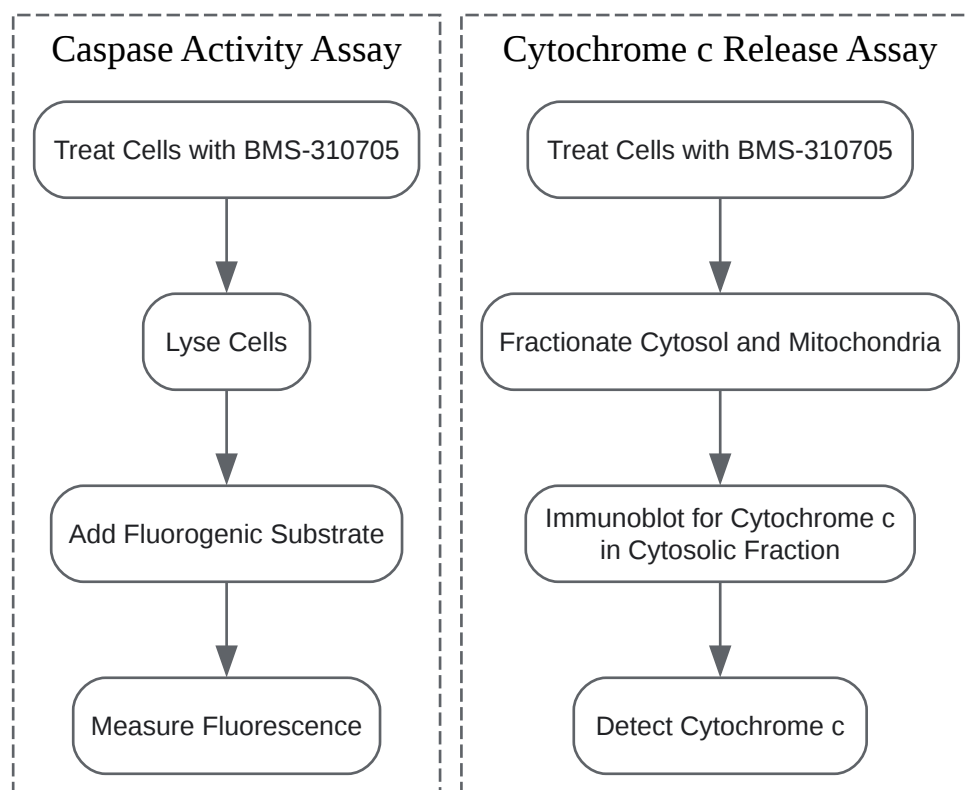 Caspase Activity Assay
Treat Cells with BMS-310705
Lyse Cells
Add Fluorogenic Substrate
Measure Fluorescence
Cytochrome c Release Assay
Treat Cells with BMS-310705
Fractionate Cytosol and Mitochondria
Immunoblot for Cytochrome c
in Cytosolic Fraction
Detect Cytochrome c